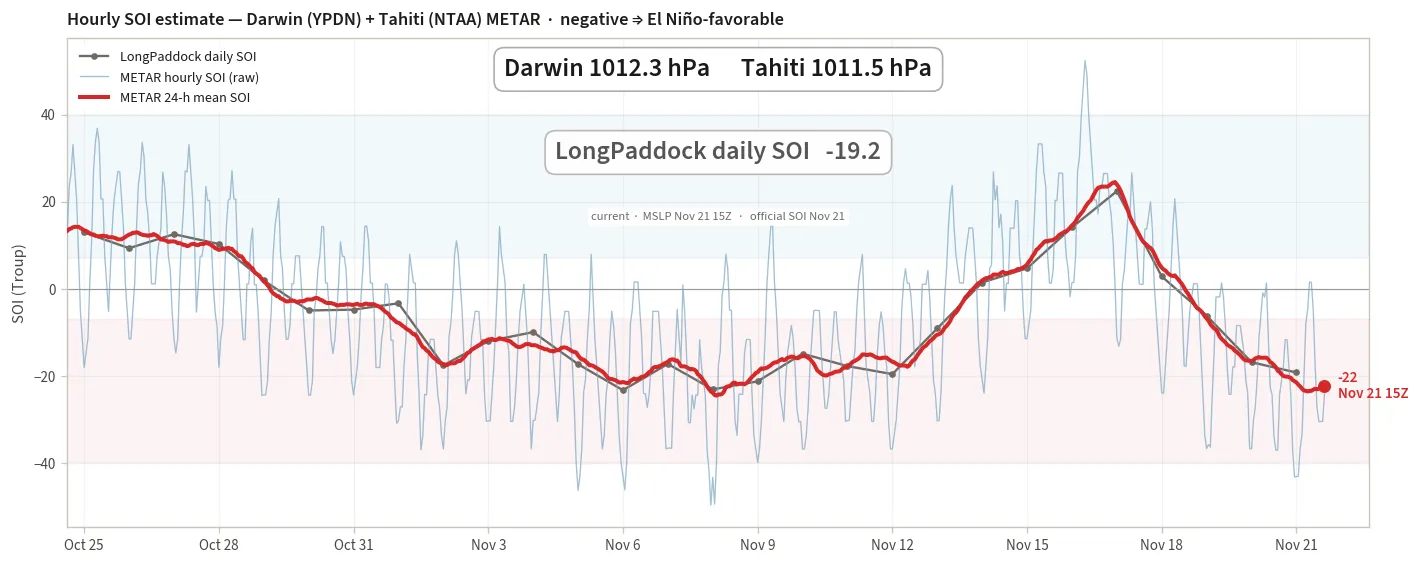 Hourly SOI estimate — Darwin (YPDN) + Tahiti (NTAA) METAR · negative ⇒ El Niño-favorable
LongPaddock daily SOI
METAR hourly SOI (raw)
METAR 24-h mean SOI
Darwin 1012.3 hPa Tahiti 1011.5 hPa
LongPaddock daily SOI -19.2
current · MSLP Nov 21 15Z · official SOI Nov 21
SOI (Troup)
40
20
0
−20
−40
-22
Nov 21 15Z
Oct 25 Oct 28 Oct 31 Nov 3 Nov 6 Nov 9 Nov 12 Nov 15 Nov 18 Nov 21